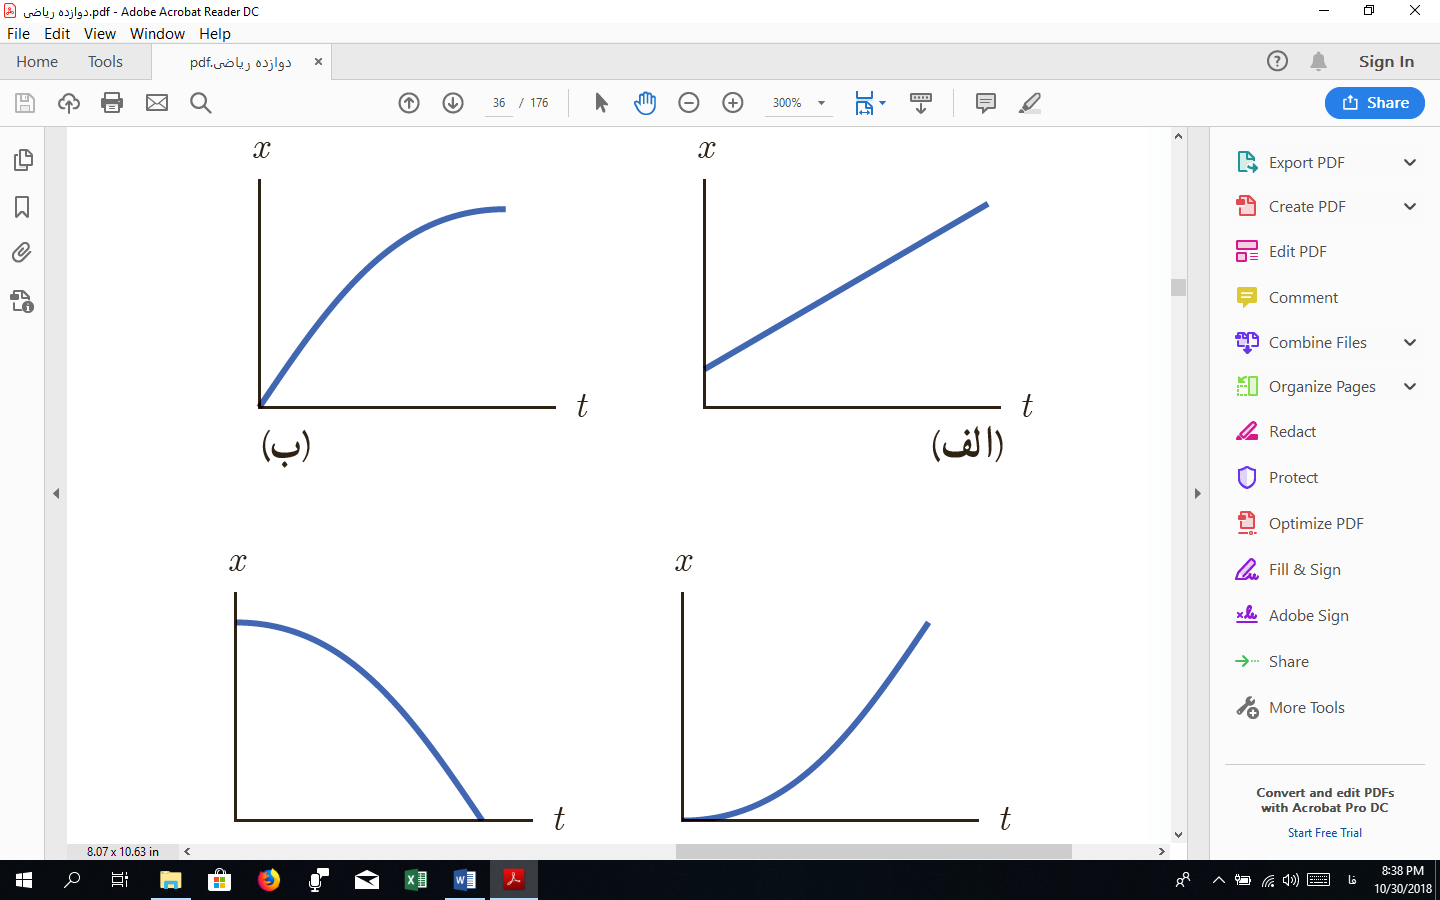 دوازده ریاضی.pdf - Adobe Acrobat Reader DC
File Edit View Window Help
Home Tools دوازده ریاضی.pdf × Sign In
36 / 176 300% Share
x
t
(ب)
x
t
(الف)
x
t
x
t
Export PDF
Create PDF
Edit PDF
Comment
Combine Files
Organize Pages
Redact
Protect
Optimize PDF
Fill & Sign
Adobe Sign
Share
More Tools
Convert and edit PDFs
with Acrobat Pro DC
Start Free Trial
8.07 x 10.63 in
فا
8:38 PM
10/30/2018